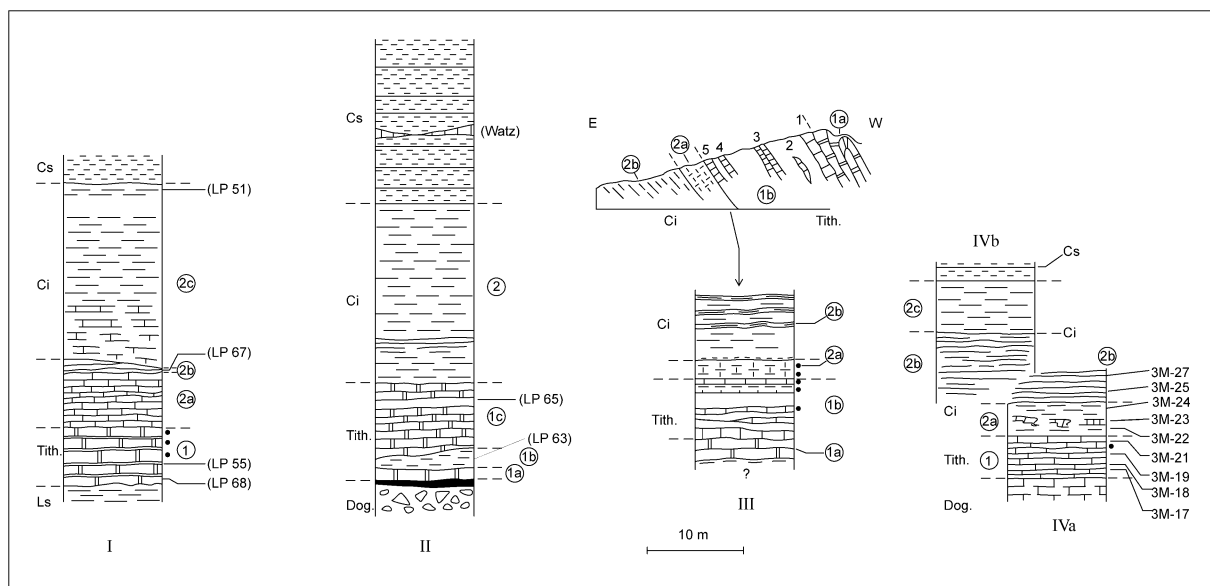 Cs
(LP 51)
Ci
2c
(LP 67)
2b
2a
Tith.
1
(LP 55)
(LP 68)
Ls
I
Cs
(Watz)
Ci
2
(LP 65)
1c
Tith.
(LP 63)
1b
1a
Dog.
II
E
W
2b
2a
5
4
3
2
1
1a
1b
Ci
Tith.
Ci
2b
2a
1b
Tith.
1a
?
III
10 m
IVb
Cs
2c
Ci
2b
2b
3M-27
3M-25
3M-24
Ci
2a
3M-23
3M-22
3M-21
Tith.
1
3M-19
3M-18
3M-17
Dog.
IVa